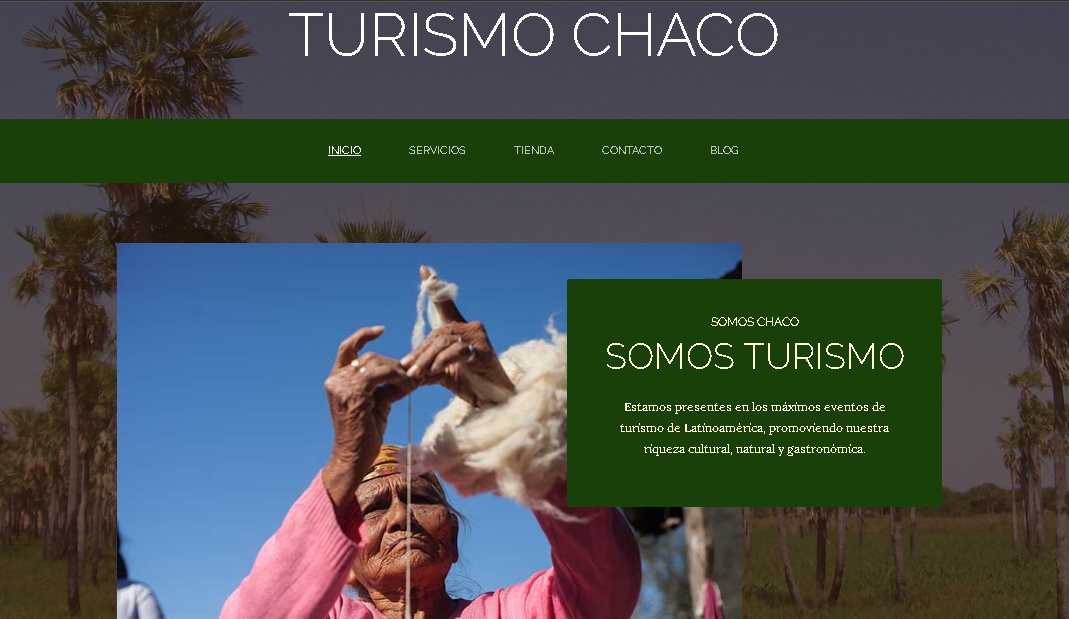 TURISMO CHACO
INICIO SERVICIOS TIENDA CONTACTO BLOG
SOMOS CHACO
SOMOS TURISMO
Estamos presentes en los máximos eventos de
turismo de Latinoamérica, promoviendo nuestra
riqueza cultural, natural y gastronómica.